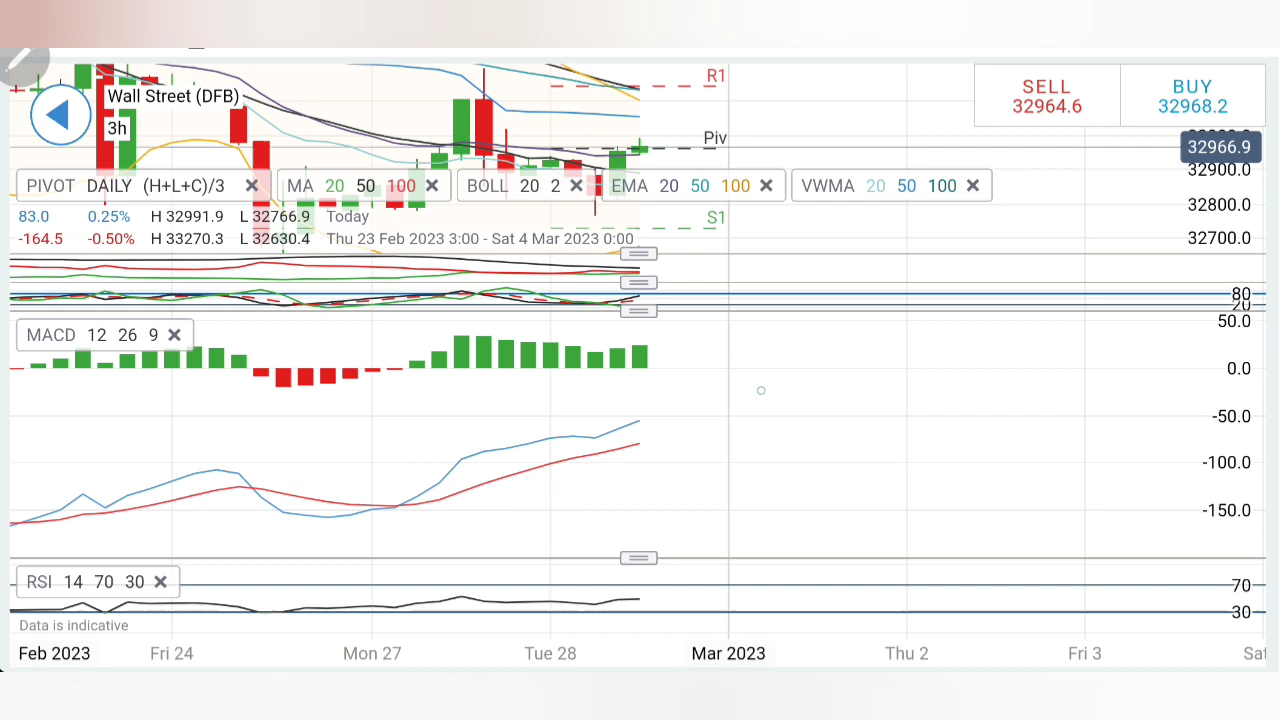 R1
SELL
32964.6
BUY
32968.2
Wall Street (DFB)
3h
Piv
32966.9
32900.0
PIVOT DAILY (H+L+C)/3
MA 20 50 100
BOLL 20 2
EMA 20 50 100
VWMA 20 50 100
32800.0
83.0 0.25% H 32991.9 L 32766.9 Today
S1
-164.5 -0.50% H 33270.3 L 32630.4 Thu 23 Feb 2023 3:00 - Sat 4 Mar 2023 0:00
32700.0
80
20
50.0
MACD 12 26 9
0.0
-50.0
-100.0
-150.0
RSI 14 70 30
70
30
Data is indicative
Feb 2023 Fri 24 Mon 27 Tue 28 Mar 2023 Thu 2 Fri 3